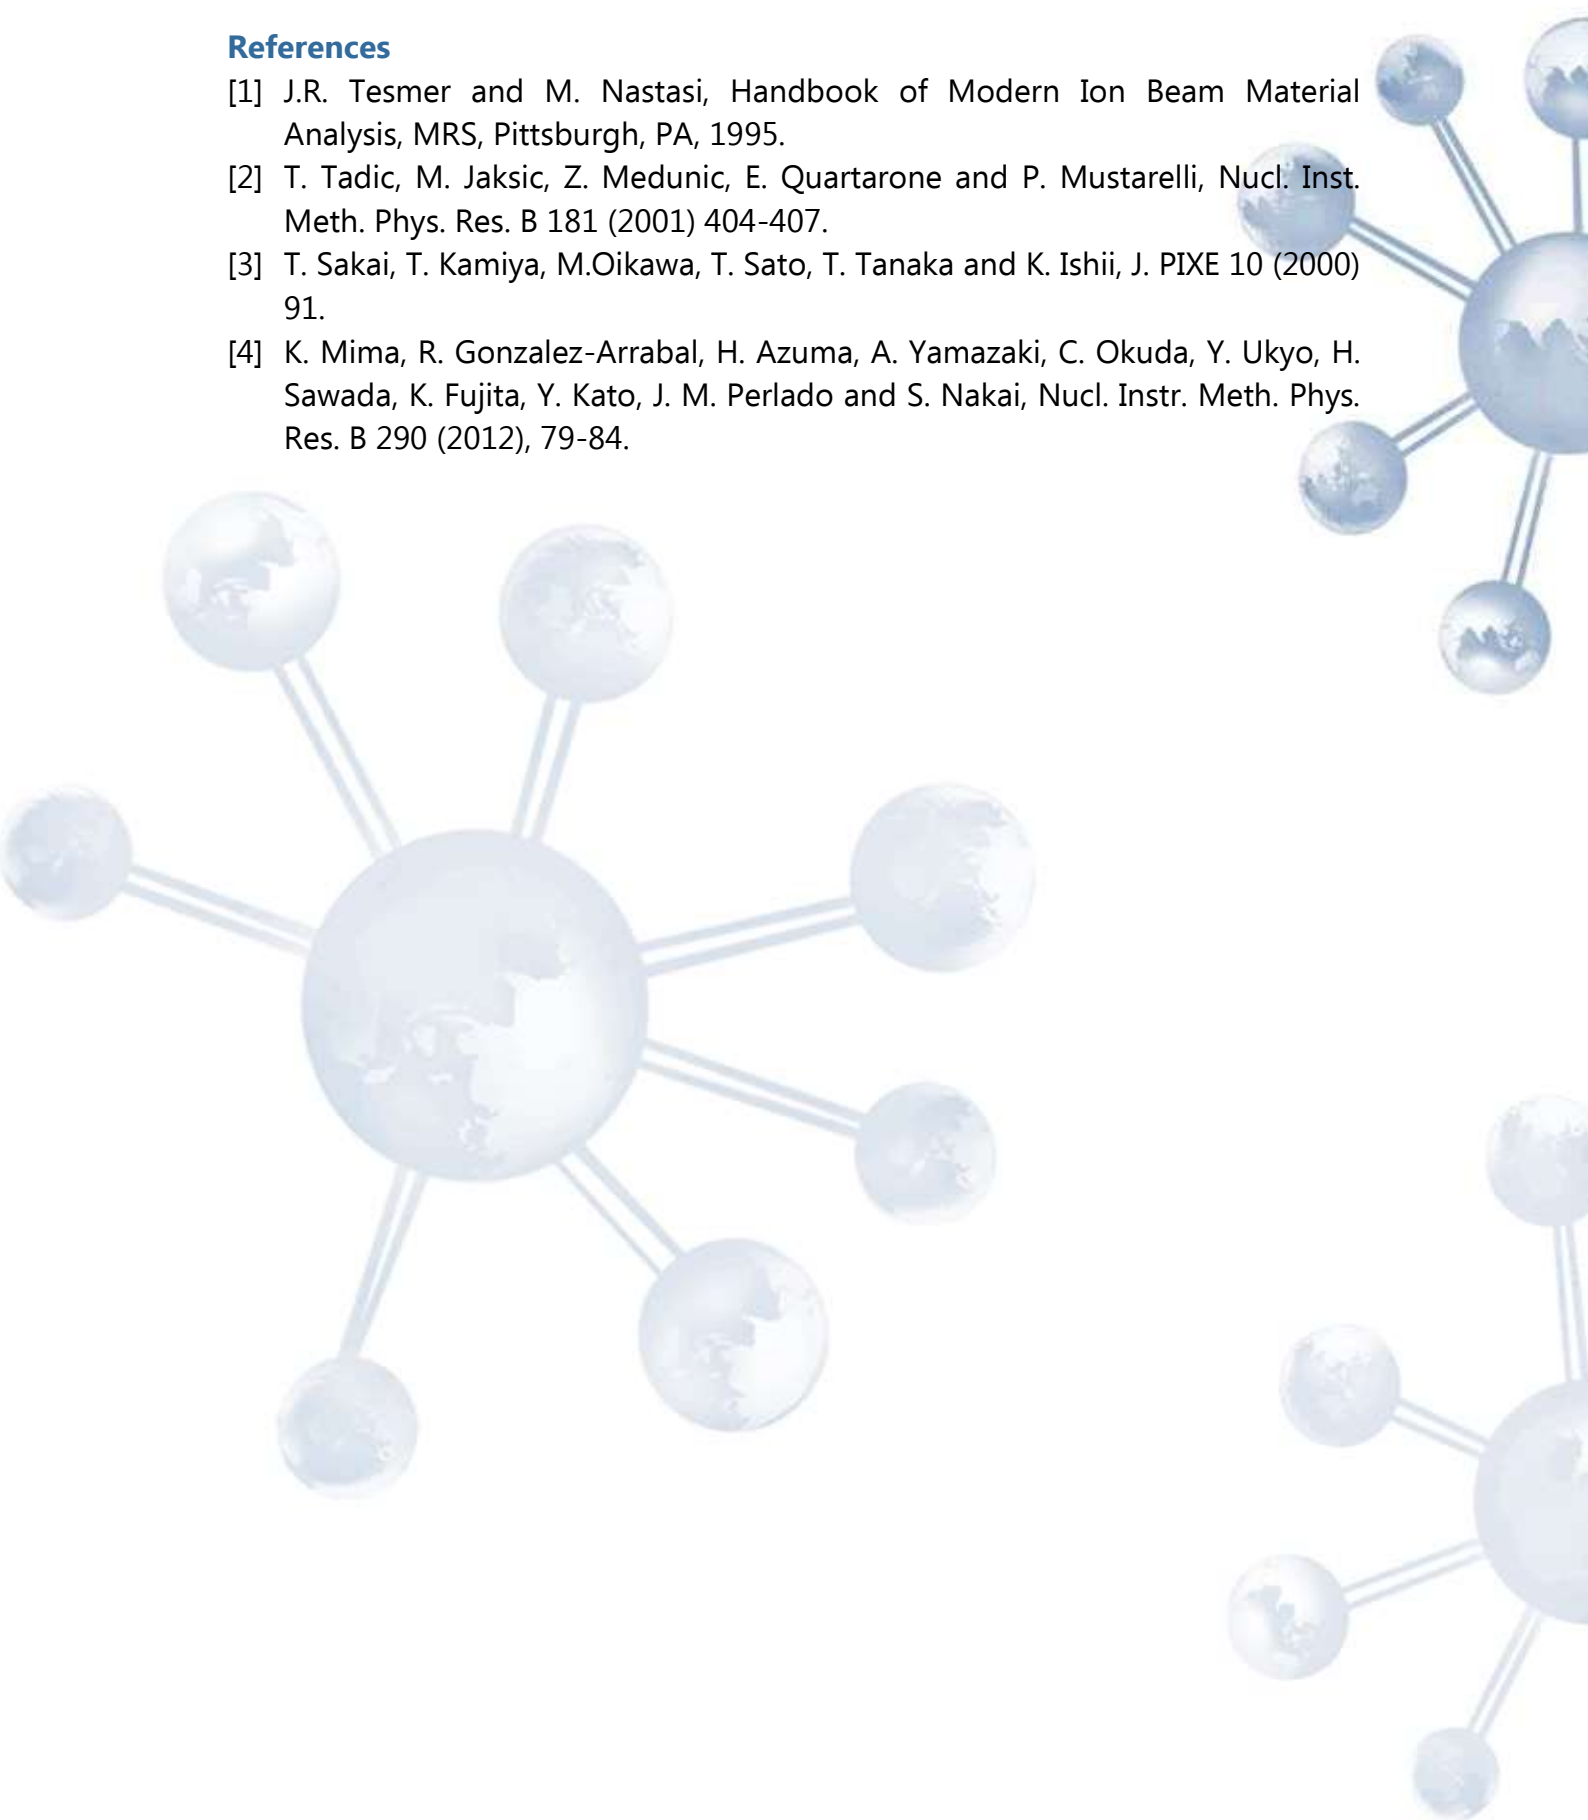 References
[1] J.R. Tesmer and M. Nastasi, Handbook of Modern Ion Beam Material
Analysis, MRS, Pittsburgh, PA, 1995.
[2] T. Tadic, M. Jaksic, Z. Medunic, E. Quartarone and P. Mustarelli, Nucl. Inst.
Meth. Phys. Res. B 181 (2001) 404-407.
[3] T. Sakai, T. Kamiya, M.Oikawa, T. Sato, T. Tanaka and K. Ishii, J. PIXE 10 (2000)
91.
[4] K. Mima, R. Gonzalez-Arrabal, H. Azuma, A. Yamazaki, C. Okuda, Y. Ukyo, H.
Sawada, K. Fujita, Y. Kato, J. M. Perlado and S. Nakai, Nucl. Instr. Meth. Phys.
Res. B 290 (2012), 79-84.